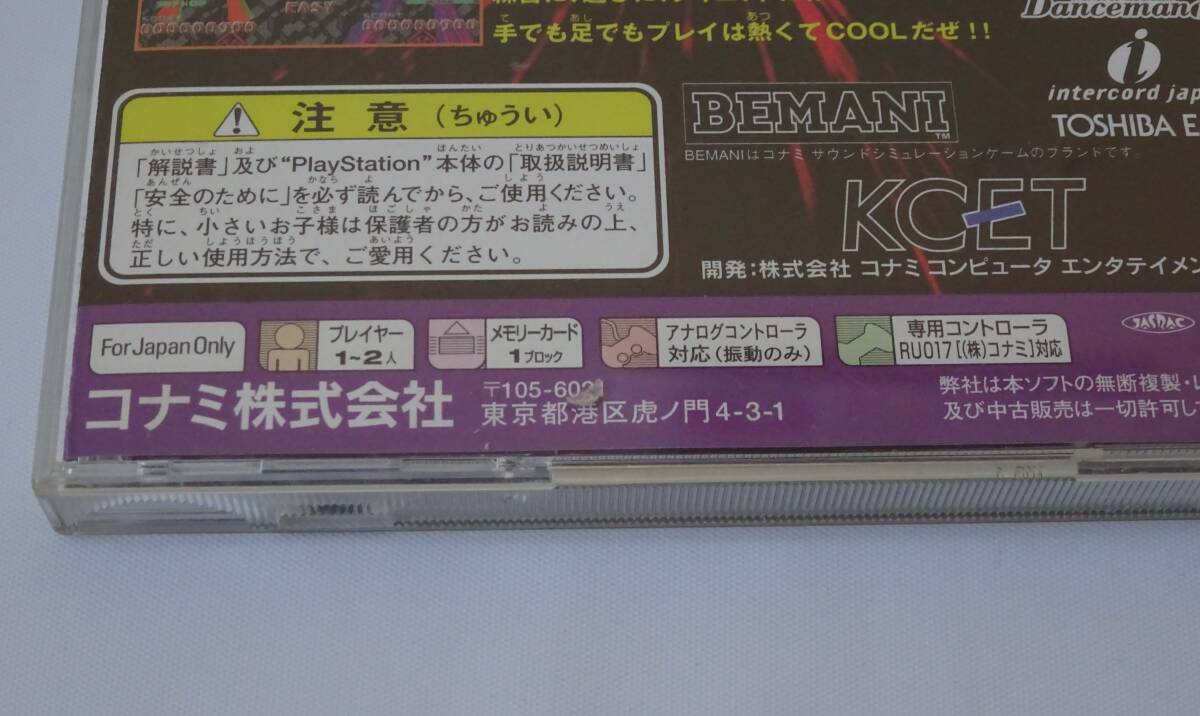 EASY
手でも足でもプレイは熱くてCOOLだぜ!!
Dancemand
intercord jap
TOSHIBA E
BEMANI TM
BEMANIはコナミ サウンドシミュレーションゲームのブランドです。
KCET
開発:株式会社 コナミコンピュータ エンタテイメン
注意(ちゅうい)
「解説書」及び“PlayStation”本体の「取扱説明書」
「安全のために」を必ず読んでから、ご使用ください。
特に、小さいお子様は保護者の方がお読みの上、
正しい使用方法で、ご愛用ください。
For Japan Only
プレイヤー
1~2人
メモリーカード
1ブロック
アナログコントローラ
対応(振動のみ)
専用コントローラ
RU017[(株)コナミ]対応
JASRAC
コナミ株式会社
〒105-6021
東京都港区虎ノ門4-3-1
弊社は本ソフトの無断複製・
及び中古販売は一切許可し